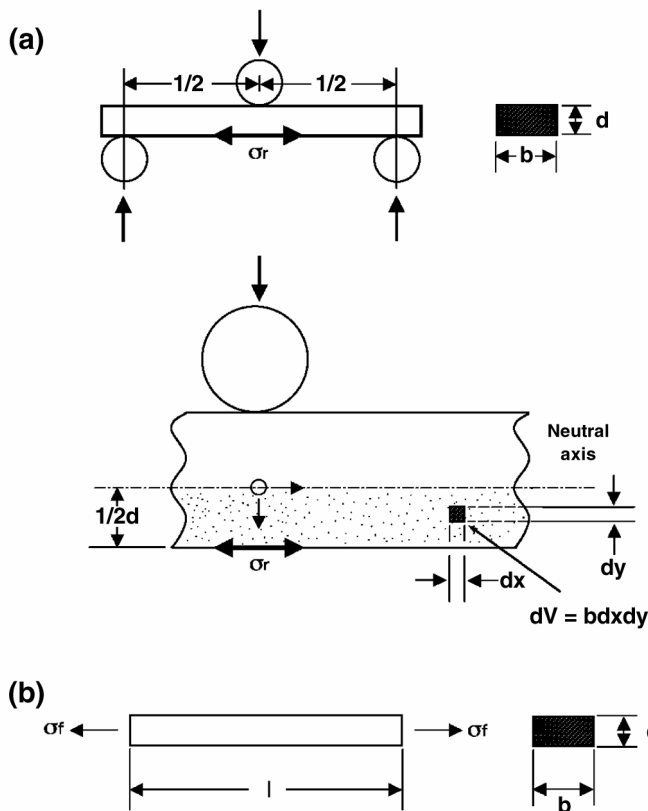 (a)
1/2 1/2
σr
d
b
Neutral
axis
1/2d
σr
dx
dy
dV = bdxdy
(b)
σf
σf
l
b